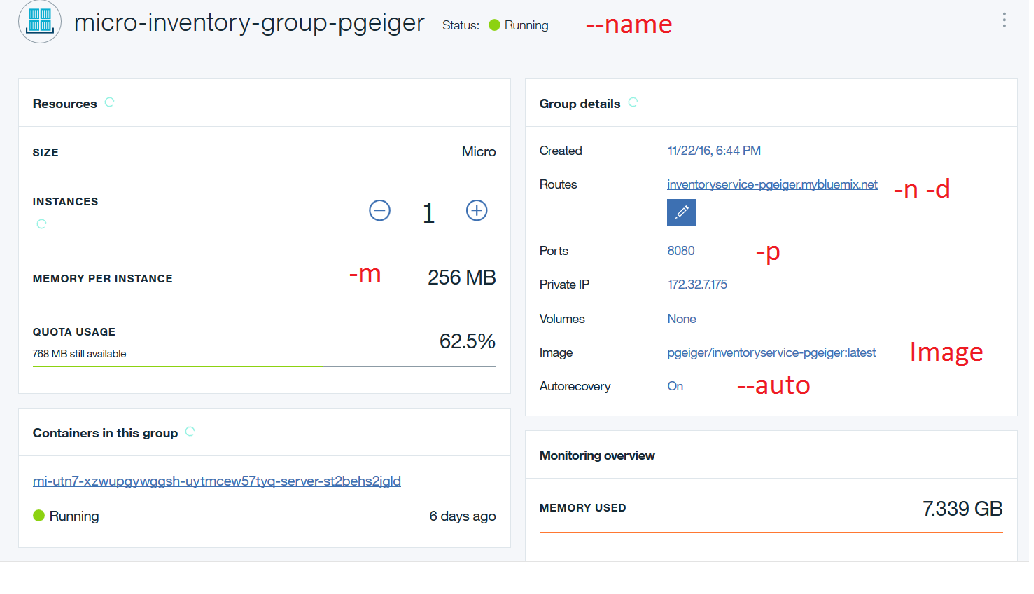 micro-inventory-group-pgeiger Status: Running --name
Resources
SIZE Micro
INSTANCES 1
MEMORY PER INSTANCE -m 256 MB
QUOTA USAGE 62.5%
768 MB still available
Containers in this group
mi-utn7-xzwupgywggsh-uytmcew57tyq-server-st2behs2jgld
Running 6 days ago
Group details
Created 11/22/16, 6:44 PM
Routes inventoryservice-pgeiger.mybluemix.net -n -d
Ports 8080 -p
Private IP 172.32.7.175
Volumes None
Image pgeiger/inventoryservice-pgeiger:latest Image
Autorecovery On --auto
Monitoring overview
MEMORY USED 7.339 GB